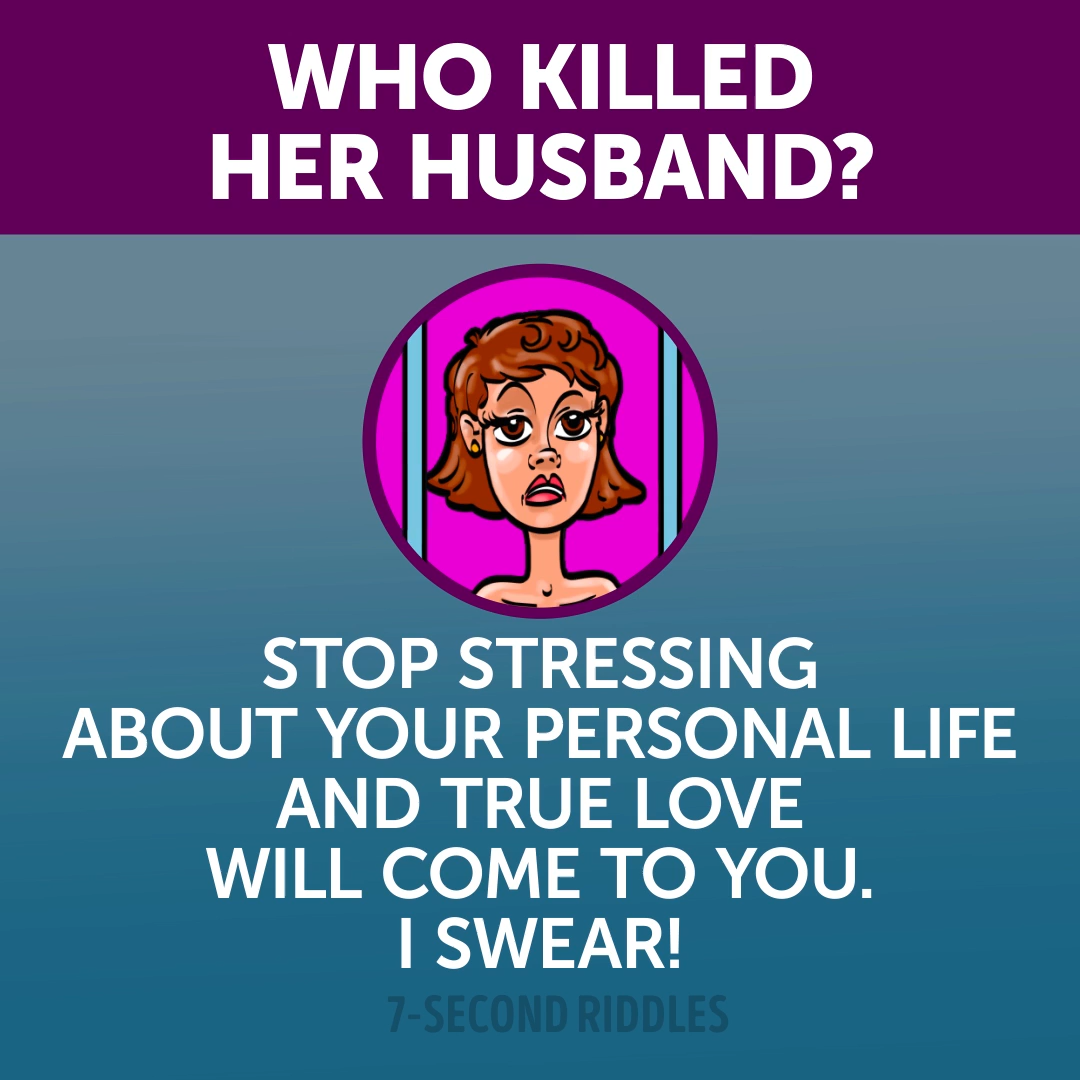 WHO KILLED
HER HUSBAND?
STOP STRESSING
ABOUT YOUR PERSONAL LIFE
AND TRUE LOVE
WILL COME TO YOU.
I SWEAR!
7-SECOND RIDDLES